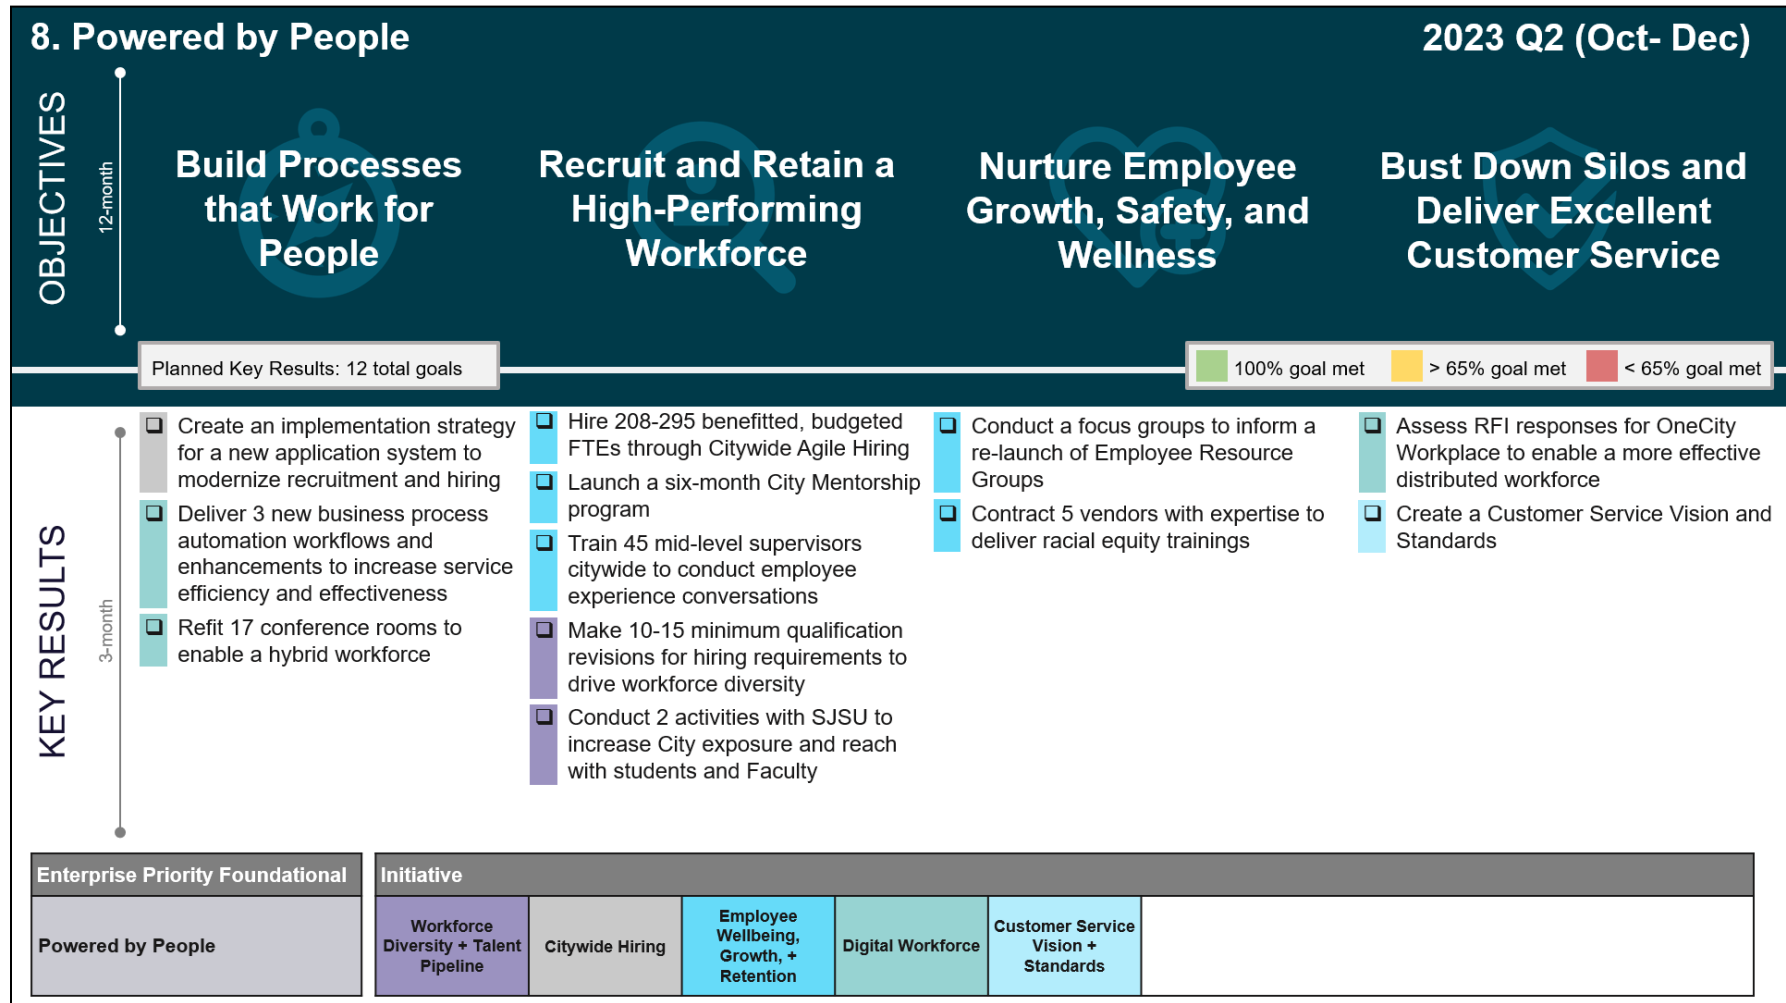 8. Powered by People
2023 Q2 (Oct- Dec)
OBJECTIVES
12-month
Build Processes
that Work for
People
Recruit and Retain a
High-Performing
Workforce
Nurture Employee
Growth, Safety, and
Wellness
Bust Down Silos and
Deliver Excellent
Customer Service
Planned Key Results: 12 total goals
100% goal met
> 65% goal met
< 65% goal met
KEY RESULTS
3-month
❑ Create an implementation strategy
for a new application system to
modernize recruitment and hiring
❑ Deliver 3 new business process
automation workflows and
enhancements to increase service
efficiency and effectiveness
❑ Refit 17 conference rooms to
enable a hybrid workforce
❑ Hire 208-295 benefitted, budgeted
FTEs through Citywide Agile Hiring
❑ Launch a six-month City Mentorship
program
❑ Train 45 mid-level supervisors
citywide to conduct employee
experience conversations
❑ Make 10-15 minimum qualification
revisions for hiring requirements to
drive workforce diversity
❑ Conduct 2 activities with SJSU to
increase City exposure and reach
with students and Faculty
❑ Conduct a focus groups to inform a
re-launch of Employee Resource
Groups
❑ Contract 5 vendors with expertise to
deliver racial equity trainings
❑ Assess RFI responses for OneCity
Workplace to enable a more effective
distributed workforce
❑ Create a Customer Service Vision and
Standards
Enterprise Priority Foundational
Initiative
Powered by People
Workforce
Diversity + Talent
Pipeline
Citywide Hiring
Employee
Wellbeing,
Growth, +
Retention
Digital Workforce
Customer Service
Vision +
Standards